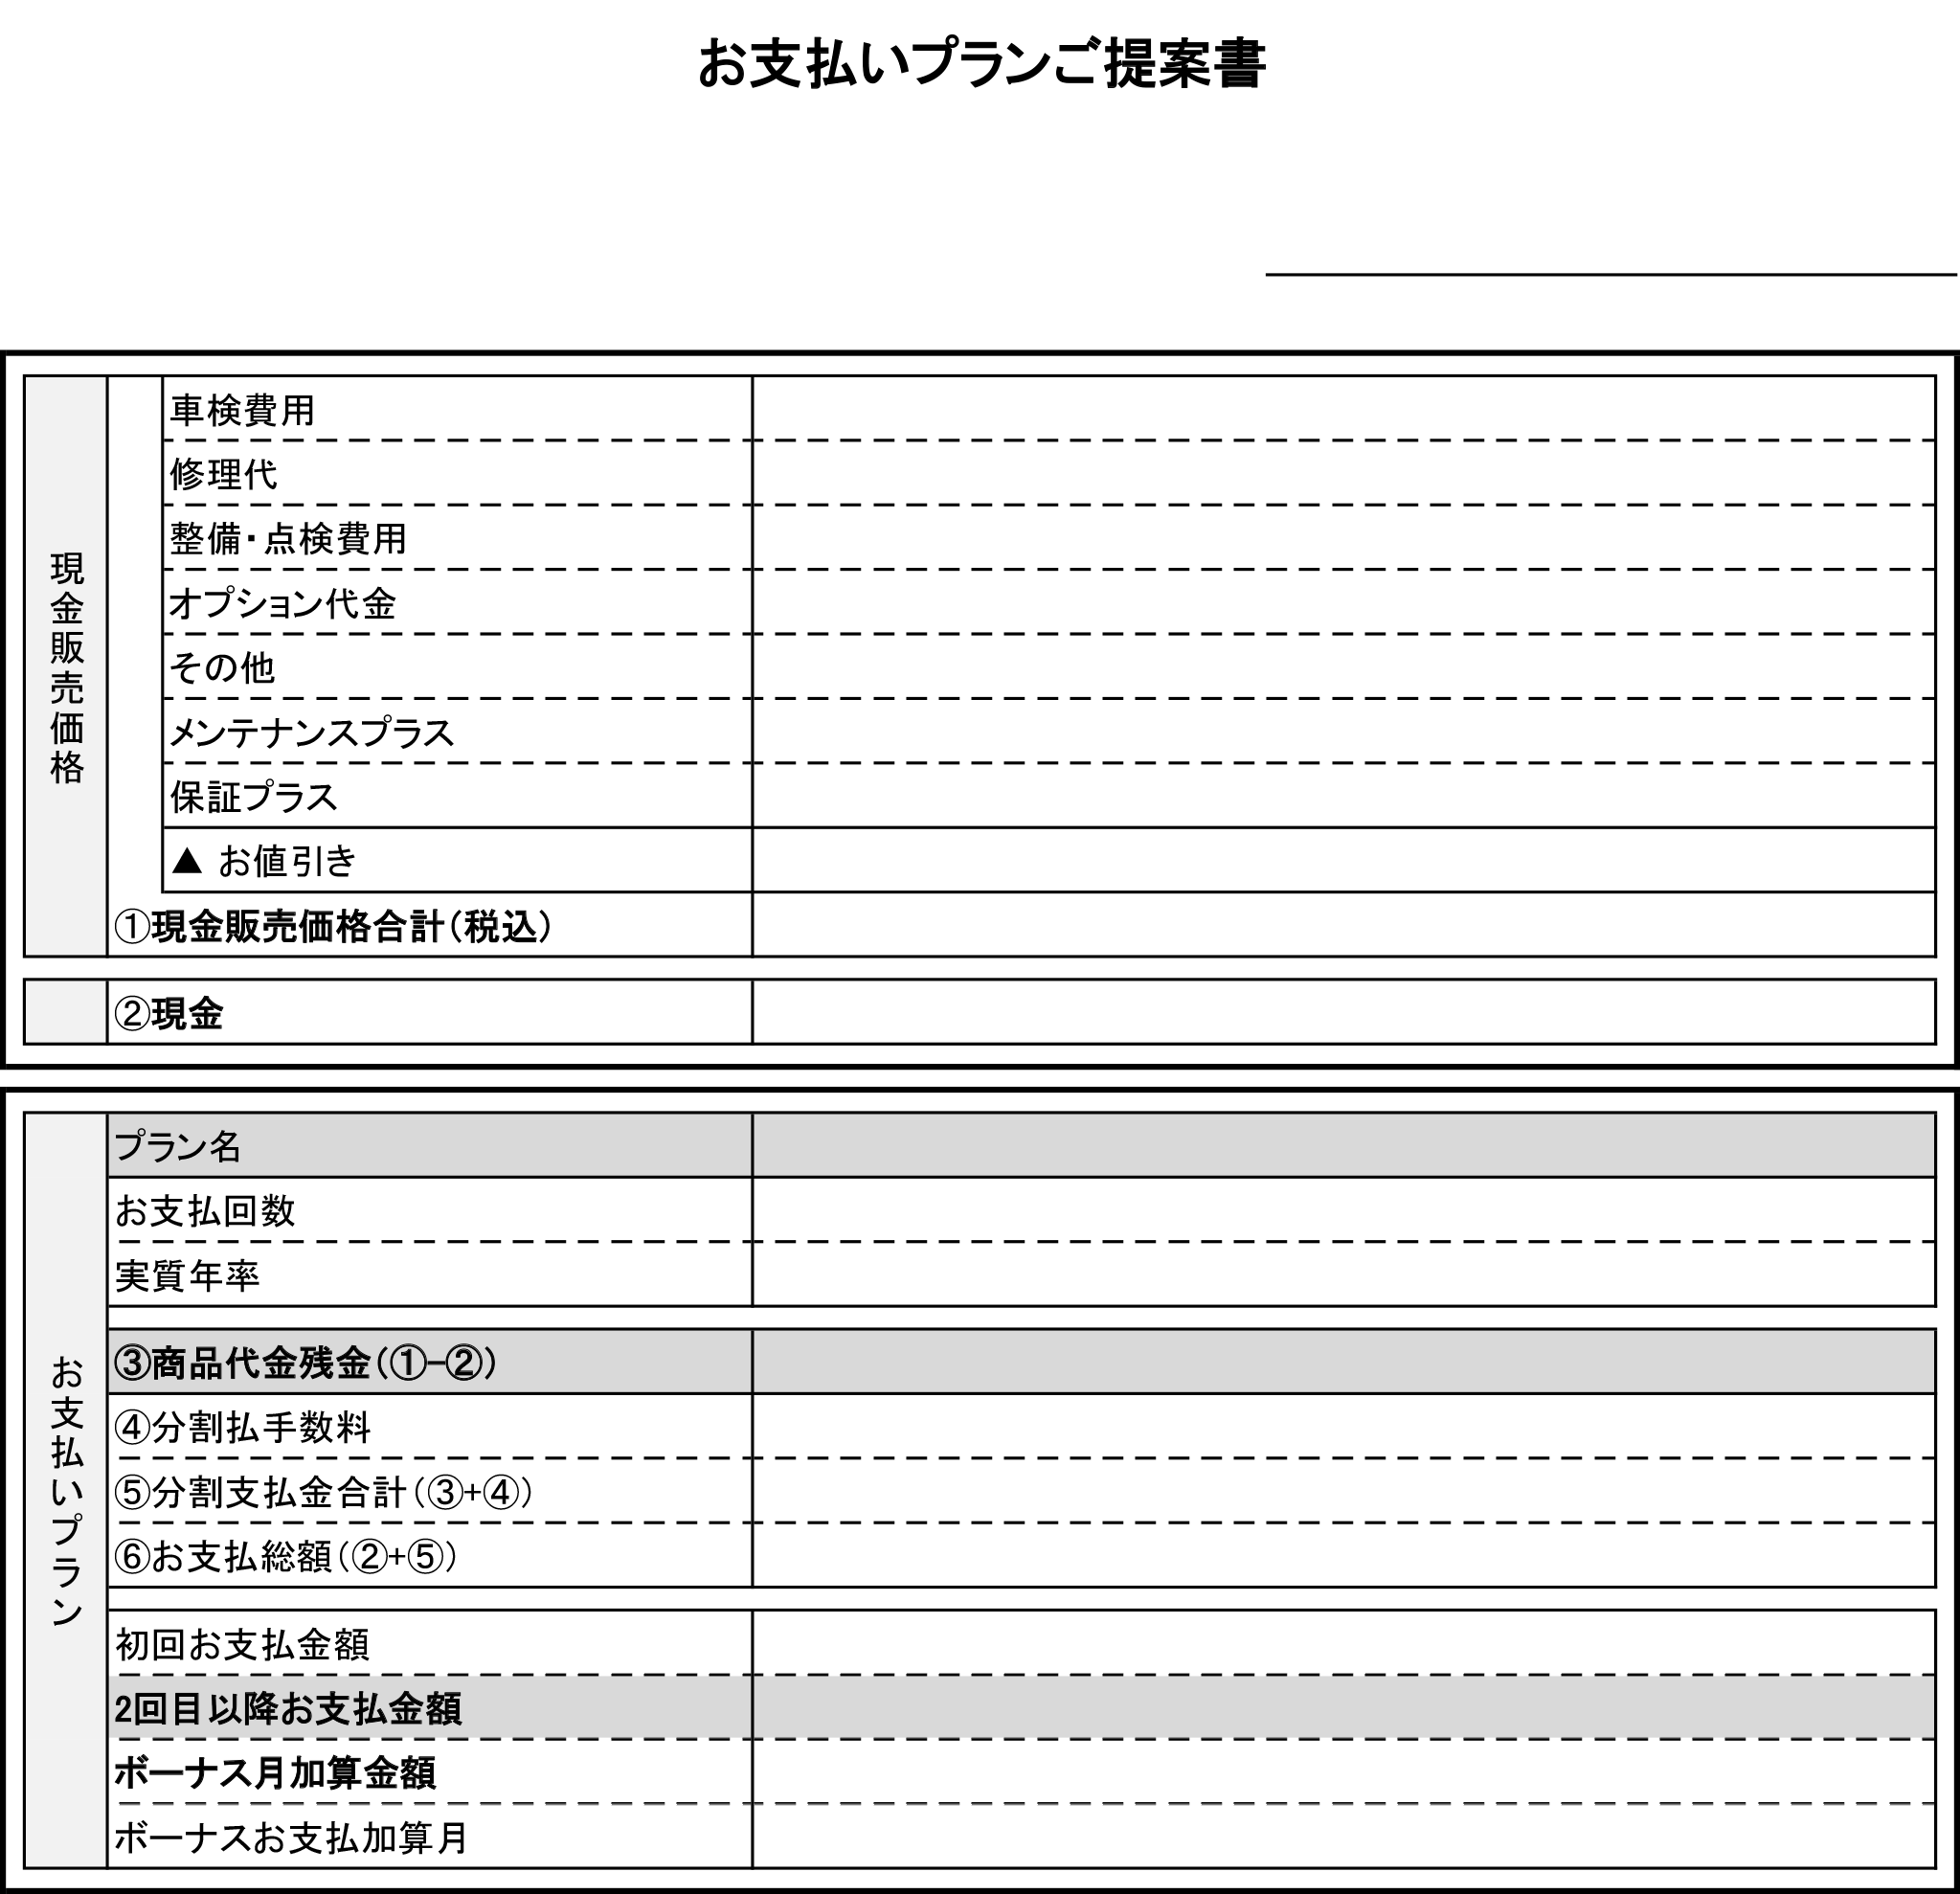 お支払いプランご提案書
現金販売価格
車検費用
修理代
整備・点検費用
オプション代金
その他
メンテナンスプラス
保証プラス
▲ お値引き
①現金販売価格合計(税込)
②現金
お支払いプラン
プラン名
お支払回数
実質年率
③商品代金残金(①-②)
④分割払手数料
⑤分割支払金合計(③+④)
⑥お支払総額(②+⑤)
初回お支払金額
2回目以降お支払金額
ボーナス月加算金額
ボーナスお支払加算月